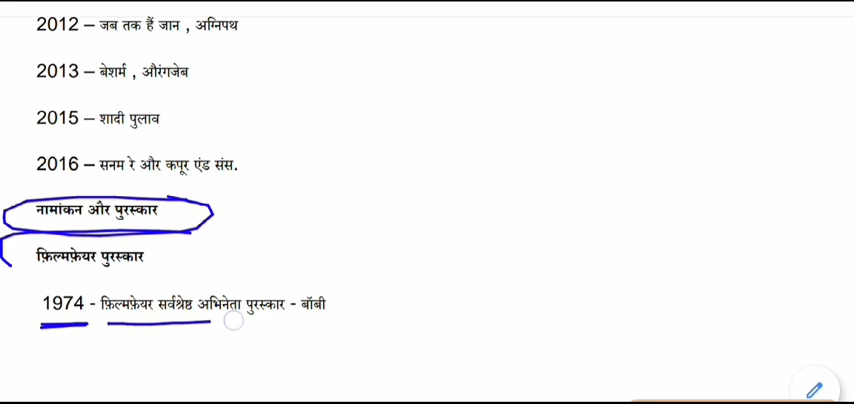 2012 – जब तक हैं जान , अग्निपथ
2013 – बेशर्म , औरंगजेब
2015 – शादी पुलाव
2016 – सनम रे और कपूर एंड संस.
नामांकन और पुरस्कार
फ़िल्मफ़ेयर पुरस्कार
1974 - फ़िल्मफ़ेयर सर्वश्रेष्ठ अभिनेता पुरस्कार - बॉबी